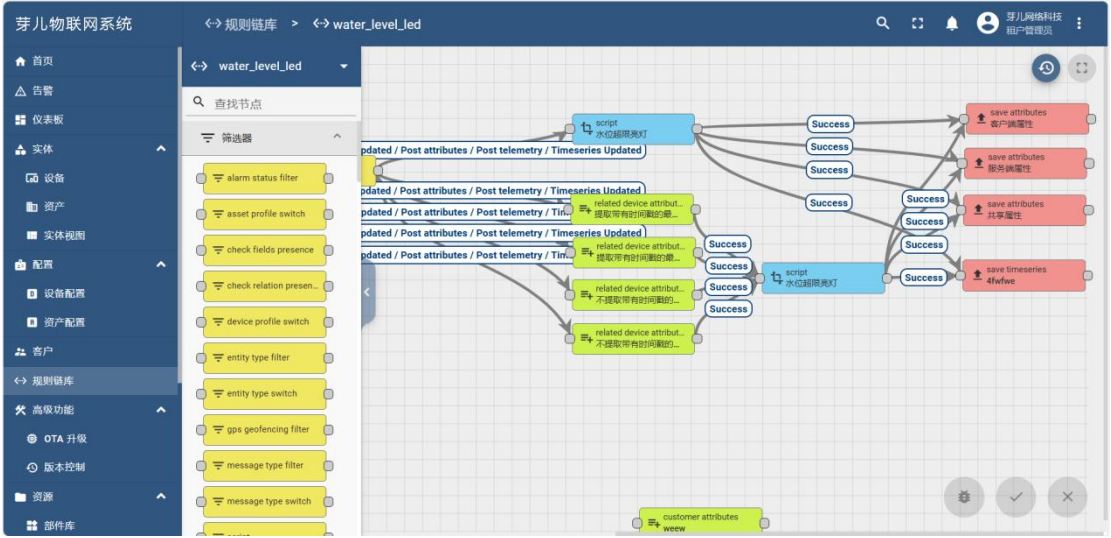 芽儿物联网系统
规则链库 > water_level_led
芽儿网络科技
租户管理员
首页
告警
仪表板
实体
设备
资产
实体视图
配置
设备配置
资产配置
客户
规则链库
高级功能
OTA 升级
版本控制
资源
部件库
water_level_led
查找节点
筛选器
alarm status filter
asset profile switch
check fields presence
check relation presen...
device profile switch
entity type filter
entity type switch
gps geofencing filter
message type filter
message type switch
script
水位超限亮灯
pdated / Post attributes / Post telemetry / Timeseries Updated
pdated / Post attributes / Post telemetry / Timeseries Updated
pdated / Post attributes / Post telemetry / Tim
pdated / Post attributes / Post telemetry / Timeseries Updated
pdated / Post attributes / Post telemetry / Tim
related device attribut...
提取带有时间戳的最...
related device attribut...
提取带有时间戳的最...
related device attribut...
不提取带有时间戳的...
related device attribut...
不提取带有时间戳的...
Success
Success
Success
Success
script
水位超限亮灯
Success
Success
Success
Success
Success
Success
Success
Success
save attributes
客户端属性
save attributes
服务端属性
save attributes
共享属性
save timeseries
4fwfwe
customer attributes
weew